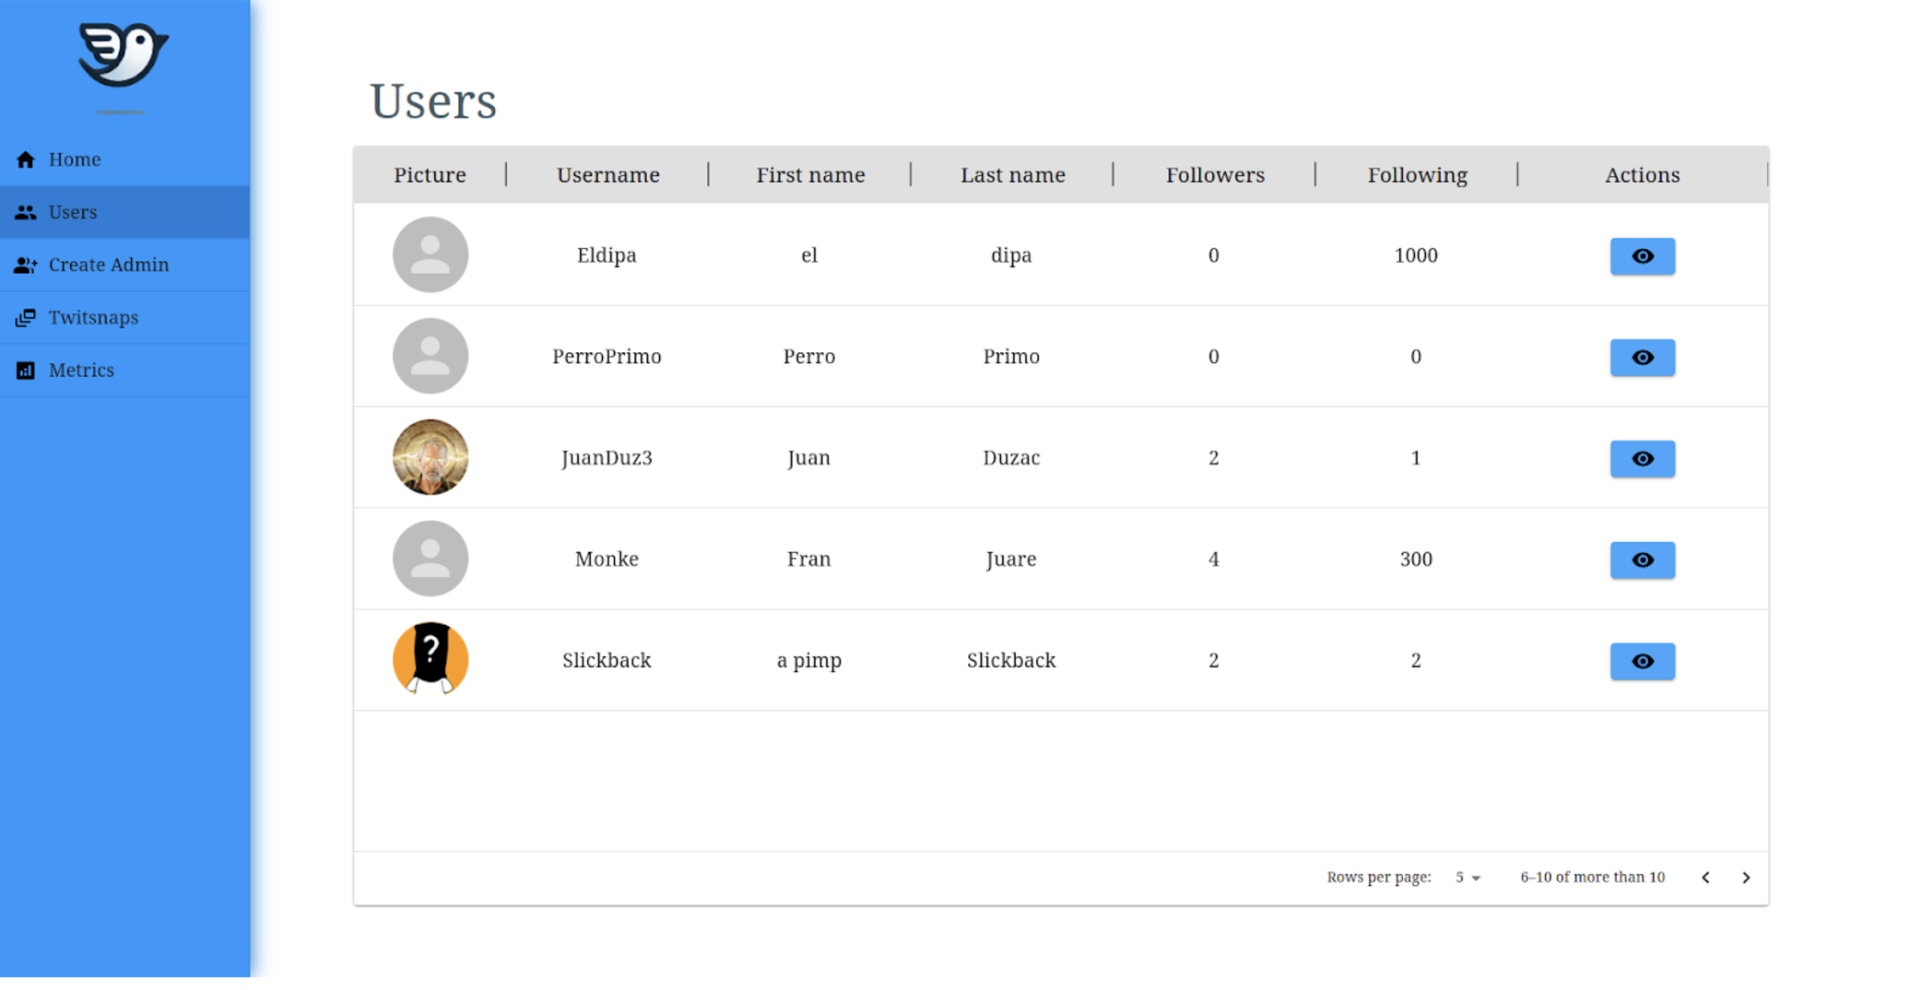 Users
Home
Users
Create Admin
Twitsnaps
Metrics
Picture Username First name Last name Followers Following Actions
Eldipa el dipa 0 1000
PerroPrimo Perro Primo 0 0
JuanDuz3 Juan Duzac 2 1
Monke Fran Juare 4 300
? Slickback a pimp Slickback 2 2
Rows per page: 5 6–10 of more than 10